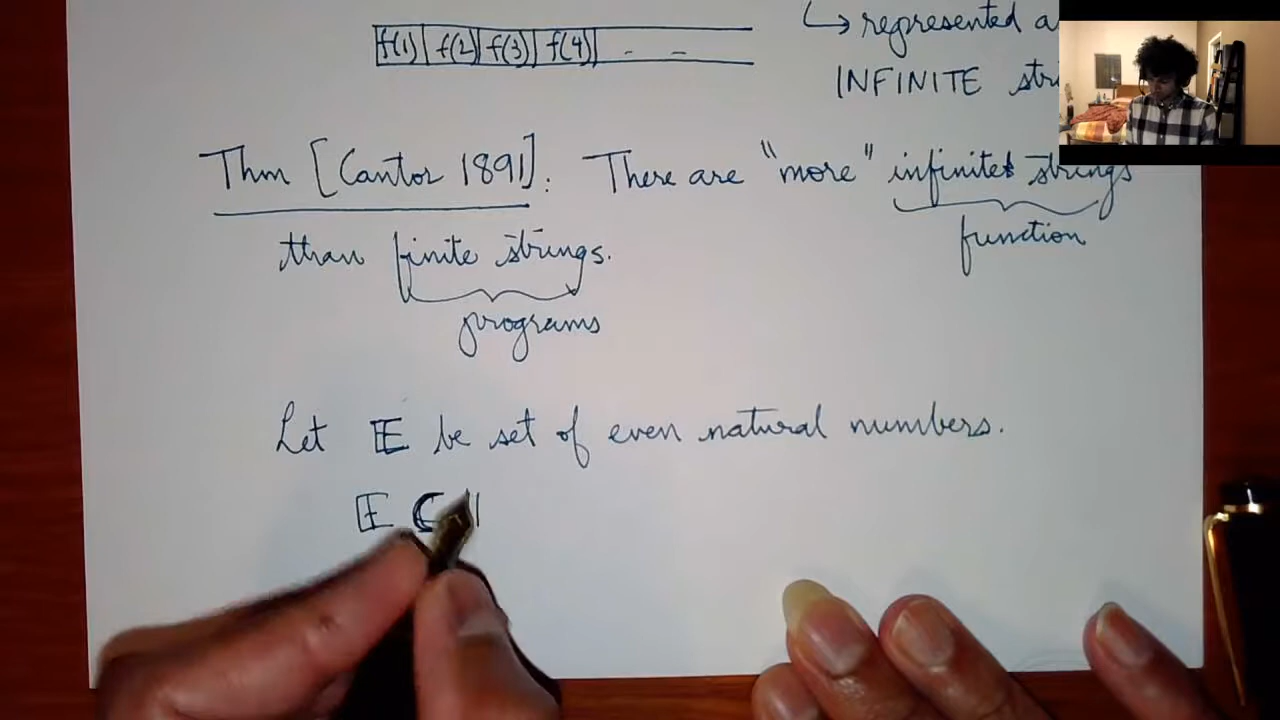 f(1) f(2) f(3) f(4) - -
↳ represented a
INFINITE str
Thm [Cantor 1891]: There are "more" infinite strings
function
than finite strings.
programs
Let 𝔼 be set of even natural numbers.
𝔼 ⊂